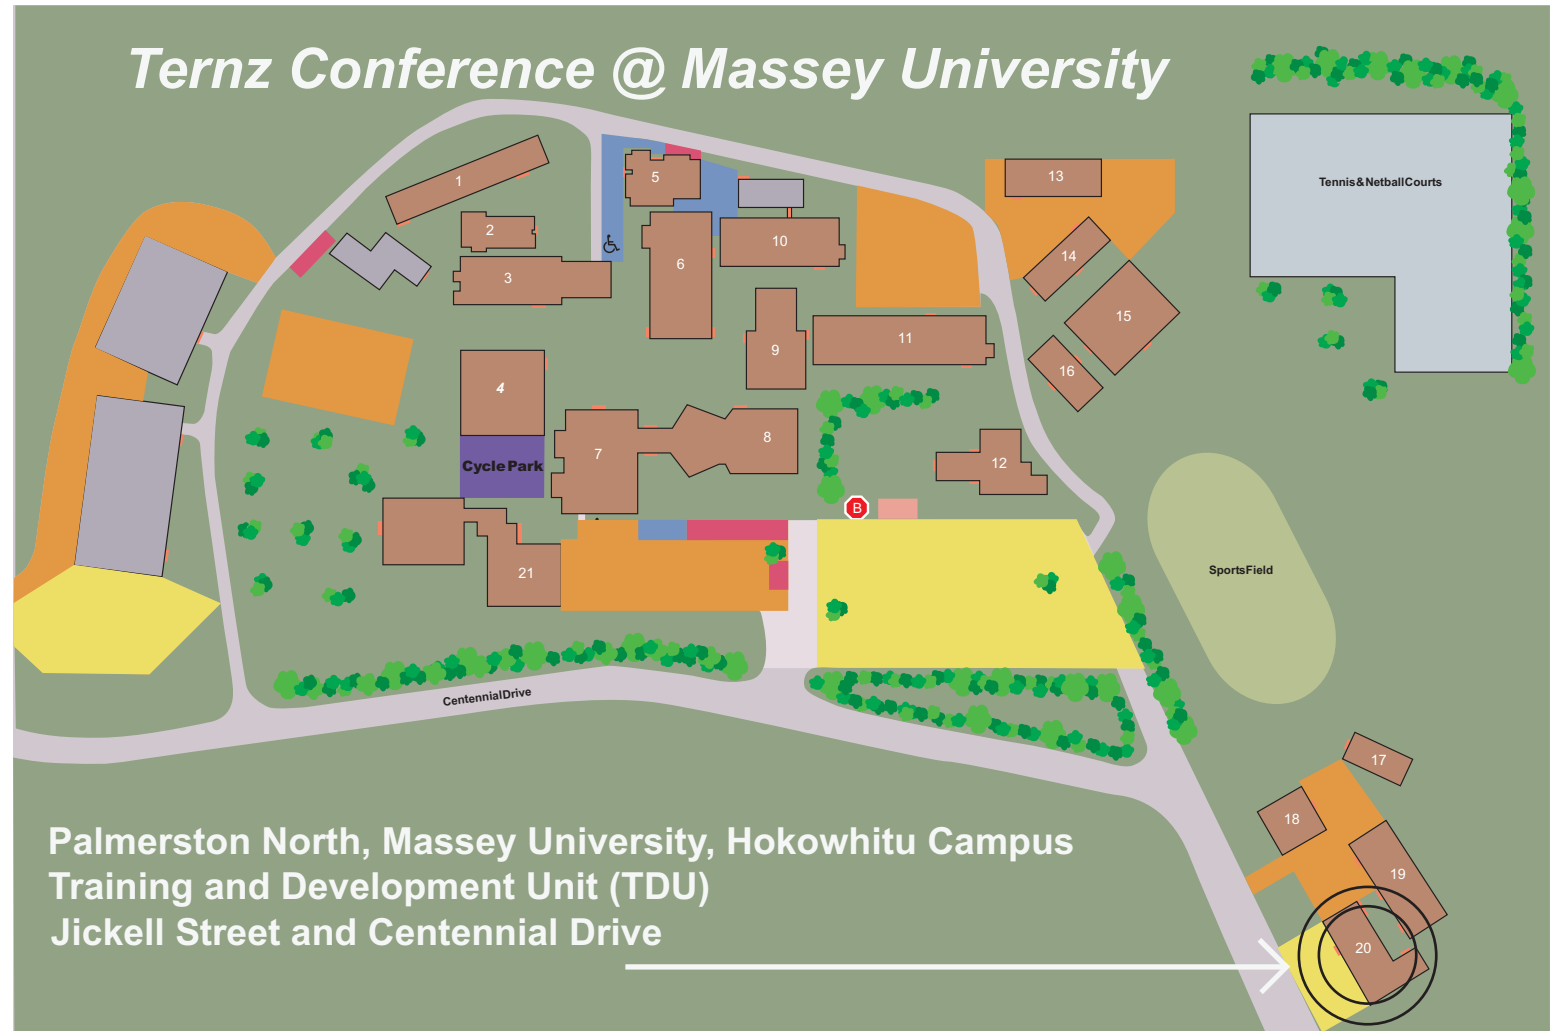 Ternz Conference @ Massey University
1
2
3
4
Cycle Park
5
6
7
8
9
10
11
12
13
14
15
16
Tennis&NetballCourts
B
21
SportsField
CentennialDrive
17
18
19
20
Palmerston North, Massey University, Hokowhitu Campus
Training and Development Unit (TDU)
Jickell Street and Centennial Drive